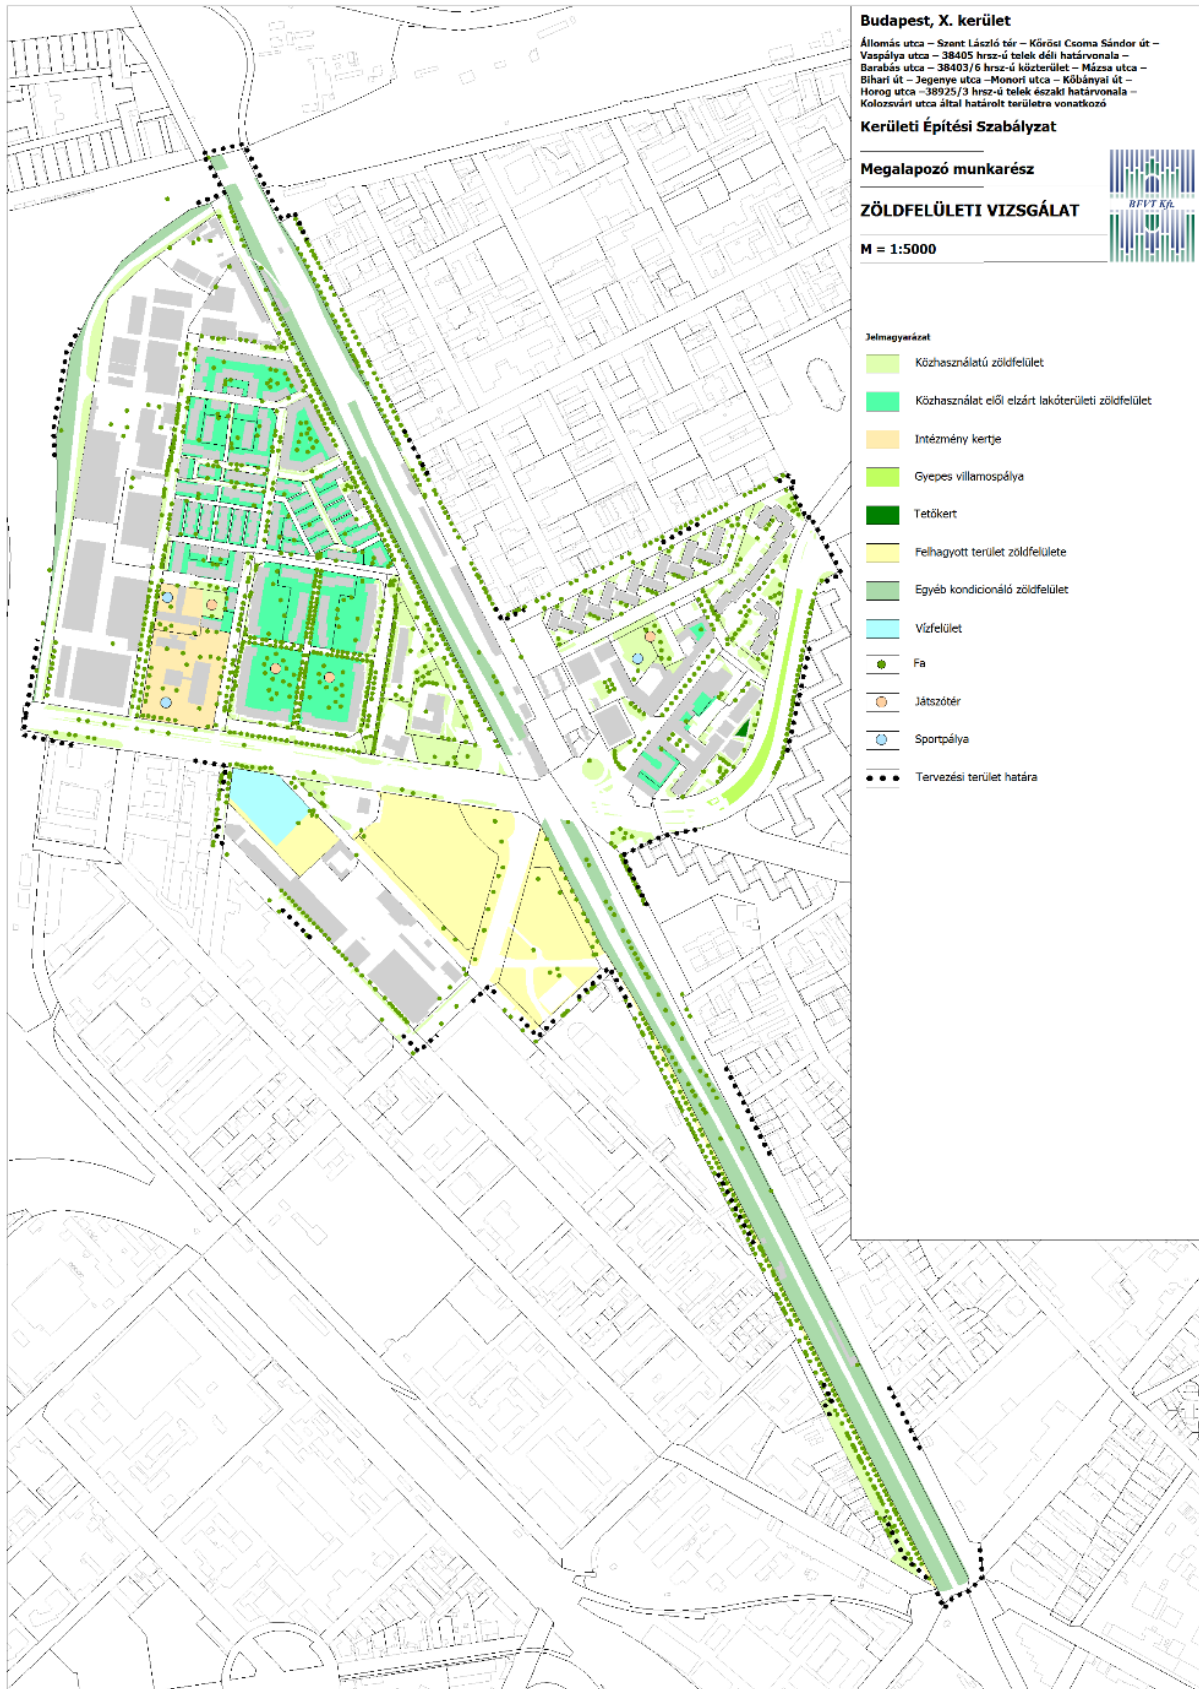 Budapest, X. kerület
Állomás utca – Szent László tér – Kőrösi Csoma Sándor út –
Vaspálya utca – 38405 hrsz-ú telek déli határvonala –
Barabás utca – 38403/6 hrsz-ú közterület – Mázsa utca –
Bihari út – Jegenye utca –Monori utca – Kőbányai út –
Horog utca –38925/3 hrsz-ú telek északi határvonala –
Kolozsvári utca által határolt területre vonatkozó
Kerületi Építési Szabályzat
Megalapozó munkarész
BFVT Kft.
ZÖLDFELÜLETI VIZSGÁLAT
M = 1:5000
Jelmagyarázat
Közhasználatú zöldfelület
Közhasználat elől elzárt lakóterületi zöldfelület
Intézmény kertje
Gyepes villamospálya
Tetőkert
Felhagyott terület zöldfelülete
Egyéb kondicionáló zöldfelület
Vízfelület
Fa
Játszótér
Sportpálya
Tervezési terület határa